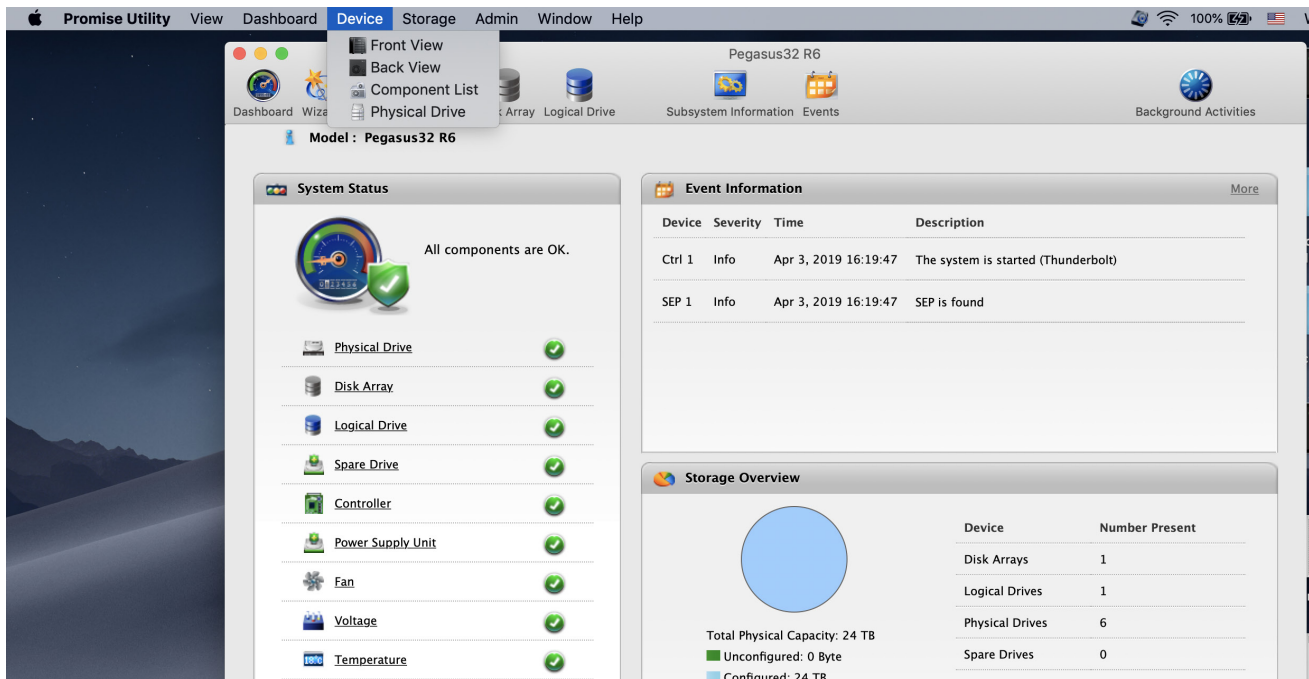 Promise Utility View Dashboard Device Storage Admin Window Help 100%
Front View
Back View
Component List
Physical Drive
Pegasus32 R6
Dashboard Array Logical Drive Subsystem Information Events Background Activities
Model : Pegasus32 R6
System Status
All components are OK.
Physical Drive
Disk Array
Logical Drive
Spare Drive
Controller
Power Supply Unit
Fan
Voltage
Temperature
Event Information More
Device Severity Time Description
Ctrl 1 Info Apr 3, 2019 16:19:47 The system is started (Thunderbolt)
SEP 1 Info Apr 3, 2019 16:19:47 SEP is found
Storage Overview
Total Physical Capacity: 24 TB
Unconfigured: 0 Byte
Configured: 24 TB
Device Number Present
Disk Arrays 1
Logical Drives 1
Physical Drives 6
Spare Drives 0